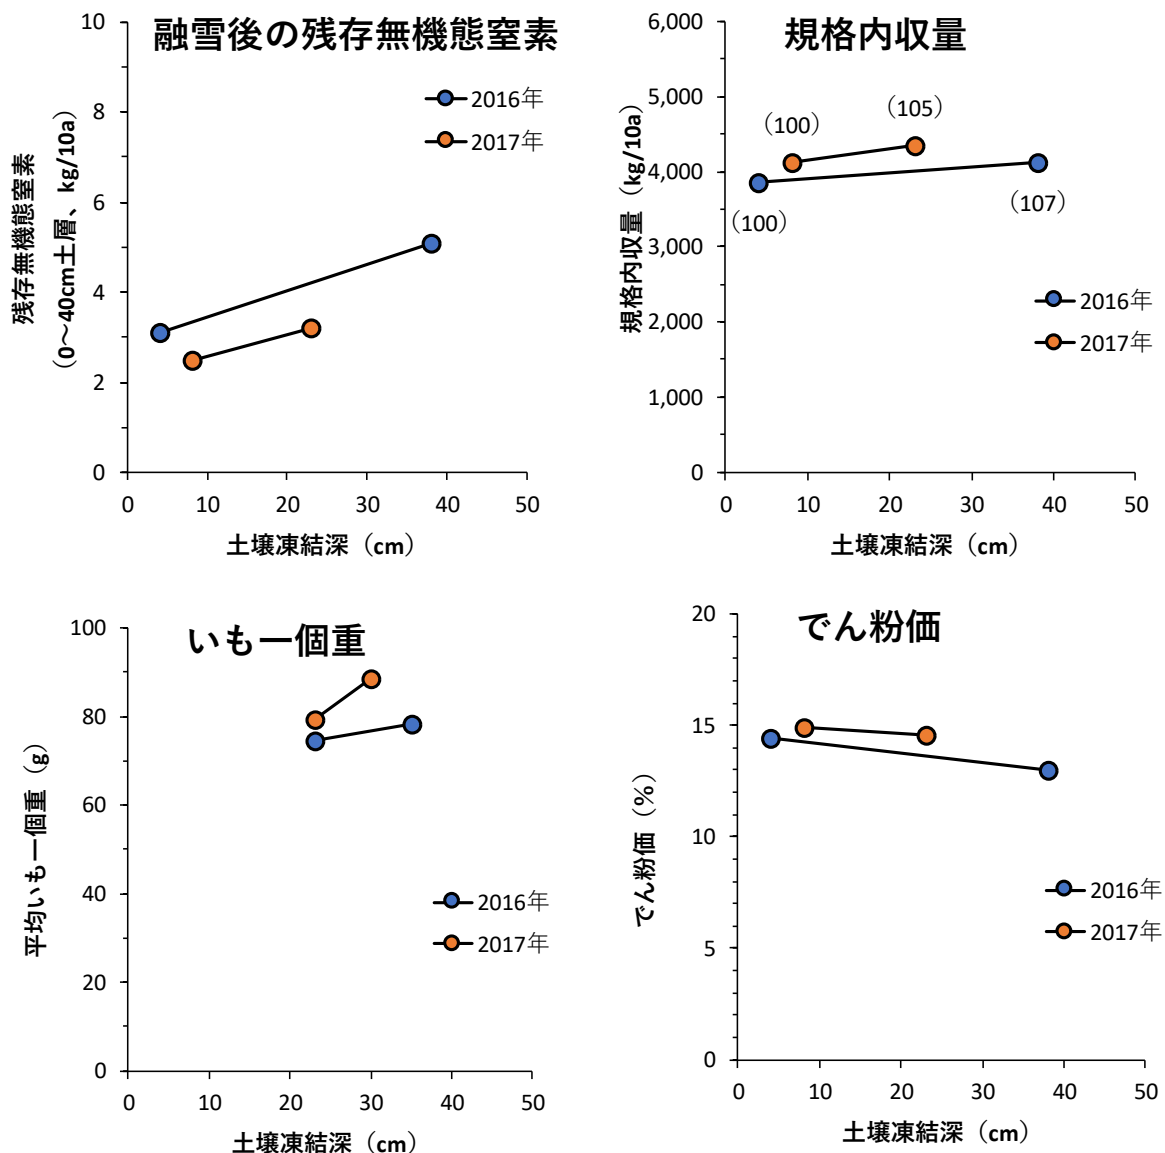 融雪後の残存無機態窒素
10
8
6
4
2
0
残存無機態窒素
（0～40cm土層、kg/10a）
2016年
2017年
0 10 20 30 40 50
土壌凍結深（cm）
規格内収量
6,000
5,000
4,000
3,000
2,000
1,000
0
規格内収量（kg/10a）
（100）
（105）
（100）
（107）
2016年
2017年
0 10 20 30 40 50
土壌凍結深（cm）
いも一個重
100
80
60
40
20
0
平均いも一個重（g）
2016年
2017年
0 10 20 30 40 50
土壌凍結深（cm）
でん粉価
20
15
10
5
0
でん粉価（%）
2016年
2017年
0 10 20 30 40 50
土壌凍結深（cm）